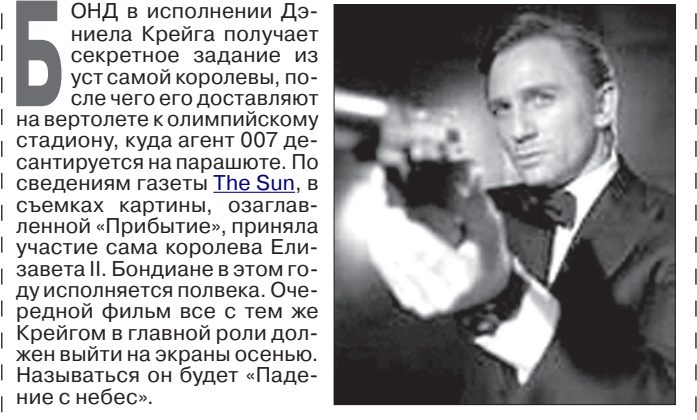 БОНД в исполнении Дэ-
ниела Крейга получает
секретное задание из
уст самой королевы, по-
сле чего его доставляют
на вертолете к олимпийскому
стадиону, куда агент 007 де-
сантируется на парашюте. По
сведениям газеты The Sun, в
съемках картины, озаглав-
ленной «Прибытие», приняла
участие сама королева Ели-
завета II. Бондиане в этом го-
ду исполняется полвека. Оче-
редной фильм все с тем же
Крейгом в главной роли дол-
жен выйти на экраны осенью.
Называться он будет «Паде-
ние с небес».